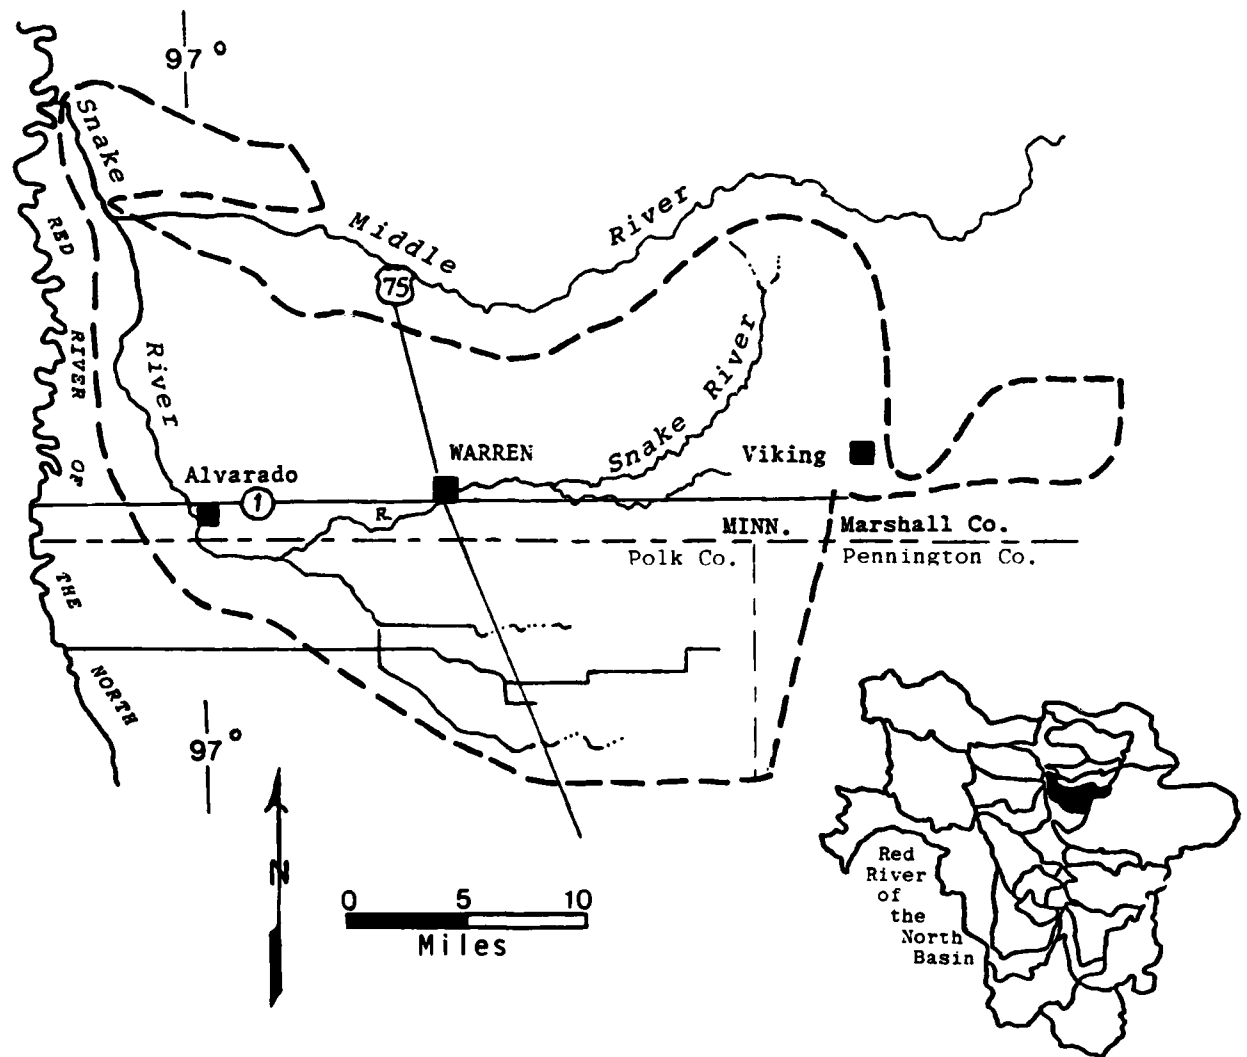 97°
Snake
River
Middle
River
75
RED
RIVER
OF
THE
NORTH
Snake River
WARREN
Viking
Alvarado
1
R.
MINN.
Marshall Co.
Polk Co.
Pennington Co.
97°
N
0 5 10
Miles
Red
River
of
the
North
Basin